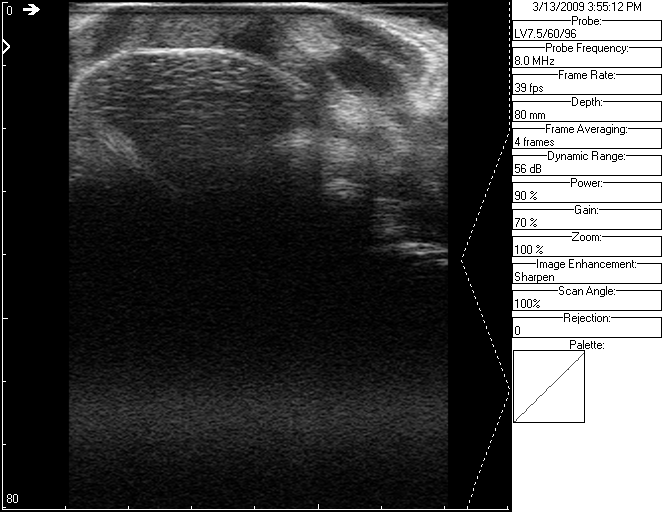 0
3/13/2009 3:55:12 PM
Probe:
LV7.5/60/96
Probe Frequency:
8.0 MHz
Frame Rate:
39 fps
Depth:
80 mm
Frame Averaging:
4 frames
Dynamic Range:
56 dB
Power:
90 %
Gain:
70 %
Zoom:
100 %
Image Enhancement:
Sharpen
Scan Angle:
100%
Rejection:
0
Palette:
80